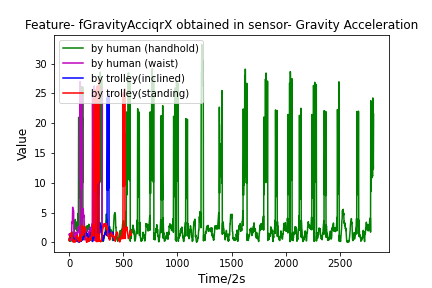 Feature- fGravityAcciqrX obtained in sensor- Gravity Acceleration
by human (handhold)
by human (waist)
by trolley(inclined)
by trolley(standing)
Value
30
25
20
15
10
5
0
0 500 1000 1500 2000 2500
Time/2s